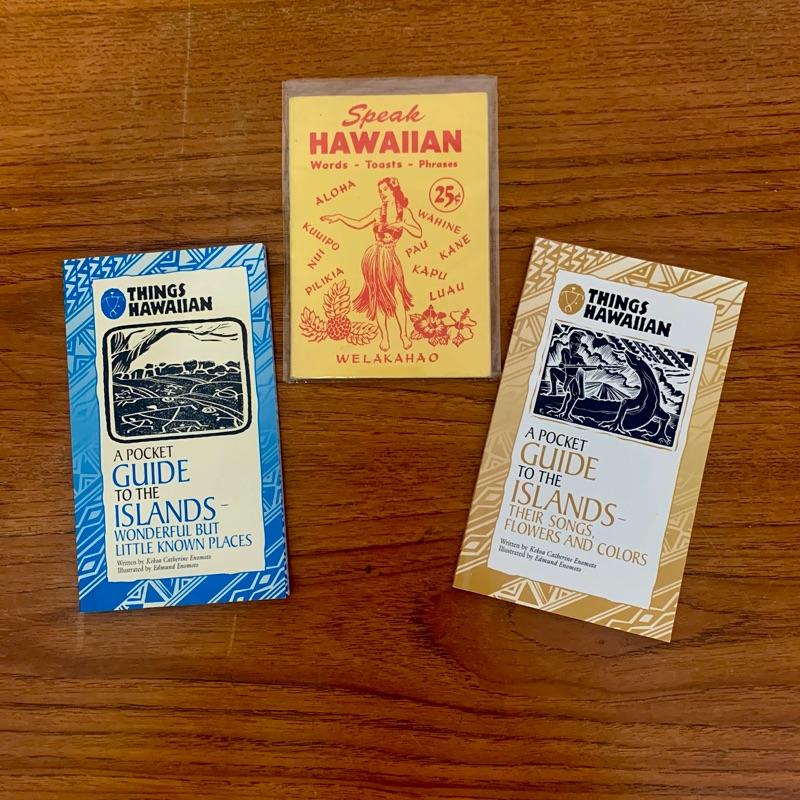 Speak
HAWAIIAN
Words - Toasts - Phrases
25¢
ALOHA
WAHINE
KUUIPO
KANE
NUI
PAU
PILIKIA
KAPU
LUAU
WELAKAHAO
THINGS
HAWAIIAN
A POCKET
GUIDE
TO THE
ISLANDS–
WONDERFUL BUT
LITTLE KNOWN PLACES
Written by Kekoa Catherine Enomoto
Illustrated by Edmund Enomoto
THINGS
HAWAIIAN
A POCKET
GUIDE
TO THE
ISLANDS–
THEIR SONGS,
FLOWERS AND COLORS
Written by Kekoa Catherine Enomoto
Illustrated by Edmund Enomoto